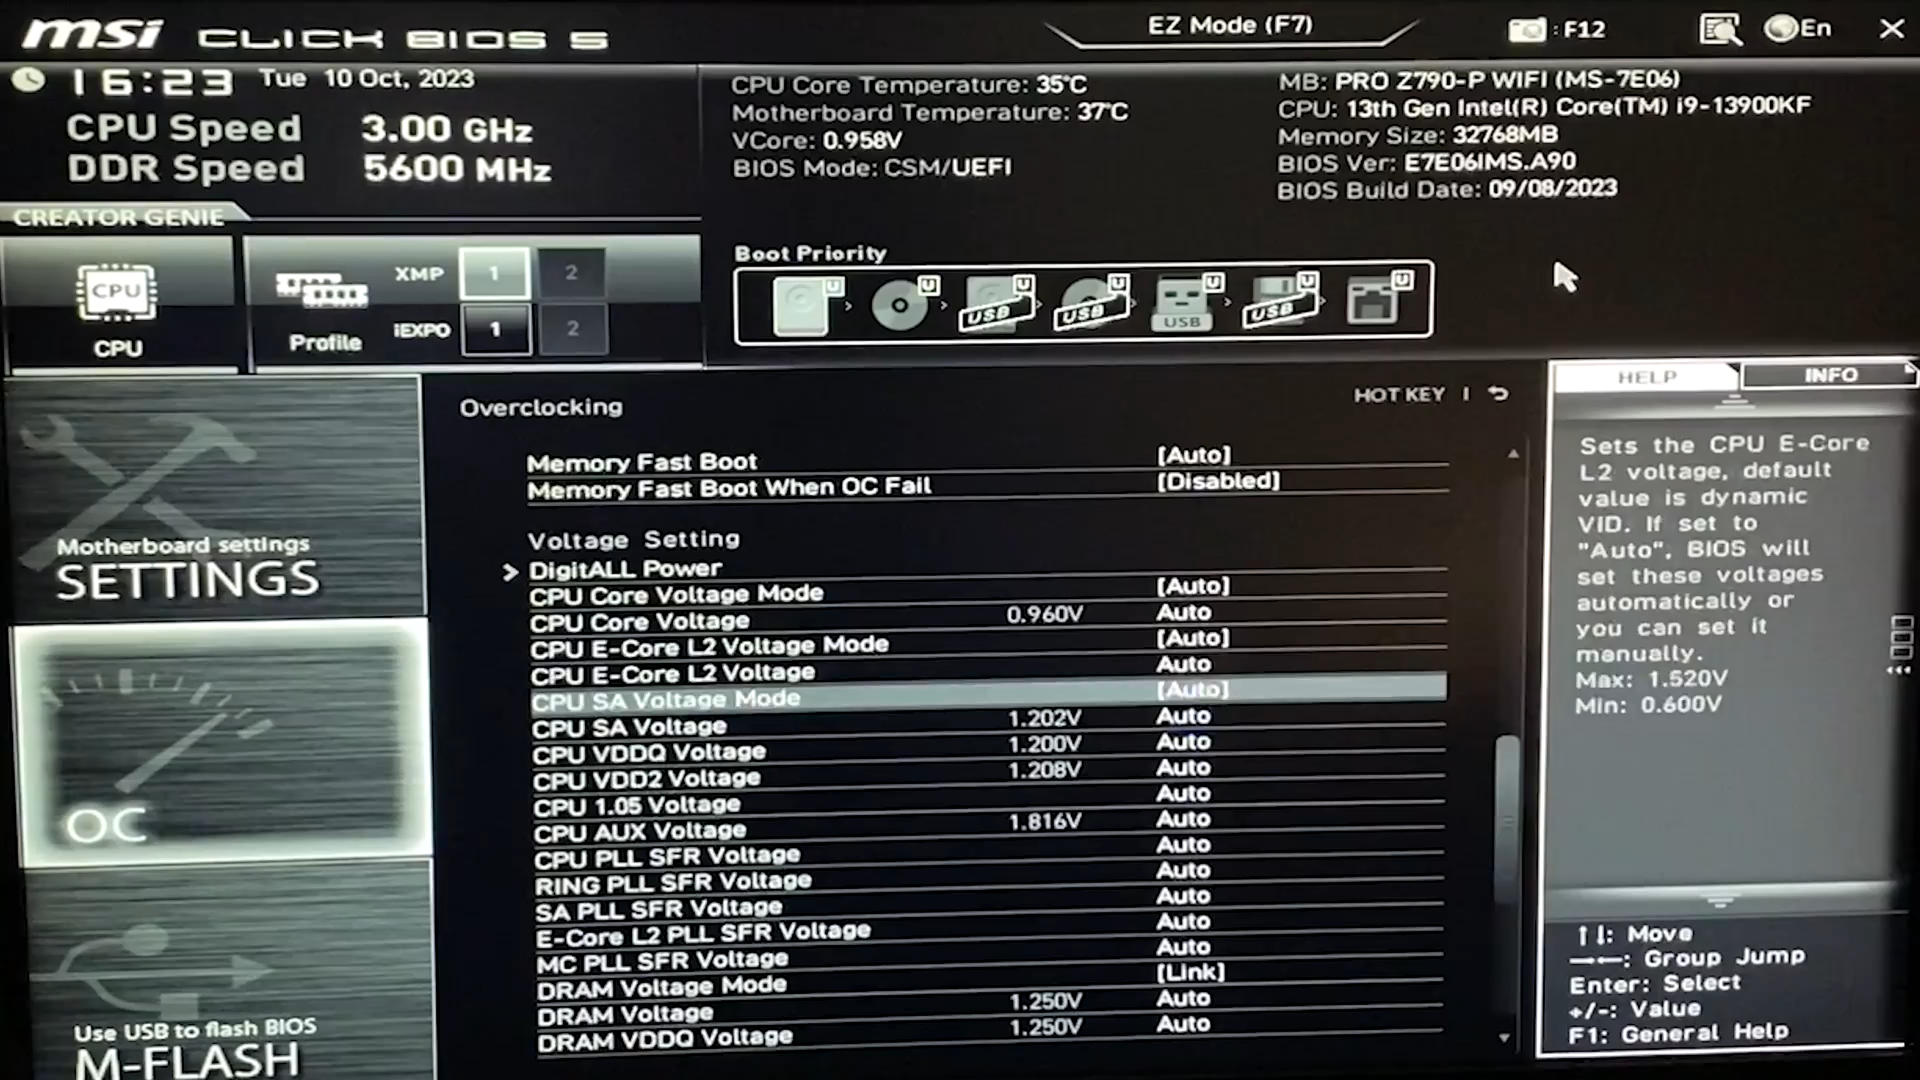 msi CLICK BIOS 5
EZ Mode (F7)
: F12
En
X
16:23 Tue 10 Oct, 2023
CPU Speed 3.00 GHz
DDR Speed 5600 MHz
CPU Core Temperature: 35°C
Motherboard Temperature: 37°C
VCore: 0.958V
BIOS Mode: CSM/UEFI
MB: PRO Z790-P WIFI (MS-7E06)
CPU: 13th Gen Intel(R) Core(TM) i9-13900KF
Memory Size: 32768MB
BIOS Ver: E7E06IMS.A90
BIOS Build Date: 09/08/2023
CREATOR GENIE
CPU
CPU
Profile
XMP 1 2
iEXPO 1 2
Boot Priority
U U U U U U U
USB USB USB USB
Motherboard settings
SETTINGS
OC
Use USB to flash BIOS
M-FLASH
Overclocking
HOT KEY |
Memory Fast Boot [Auto]
Memory Fast Boot When OC Fail [Disabled]
Voltage Setting
> DigitALL Power
CPU Core Voltage Mode [Auto]
CPU Core Voltage 0.960V Auto
CPU E-Core L2 Voltage Mode [Auto]
CPU E-Core L2 Voltage Auto
CPU SA Voltage Mode [Auto]
CPU SA Voltage 1.202V Auto
CPU VDDQ Voltage 1.200V Auto
CPU VDD2 Voltage 1.208V Auto
CPU 1.05 Voltage Auto
CPU AUX Voltage 1.816V Auto
CPU PLL SFR Voltage Auto
RING PLL SFR Voltage Auto
SA PLL SFR Voltage Auto
E-Core L2 PLL SFR Voltage Auto
MC PLL SFR Voltage Auto
DRAM Voltage Mode [Link]
DRAM Voltage 1.250V Auto
DRAM VDDQ Voltage 1.250V Auto
HELP
INFO
Sets the CPU E-Core
L2 voltage, default
value is dynamic
VID. If set to
"Auto", BIOS will
set these voltages
automatically or
you can set it
manually.
Max: 1.520V
Min: 0.600V
↑↓: Move
→←: Group Jump
Enter: Select
+/-: Value
F1: General Help